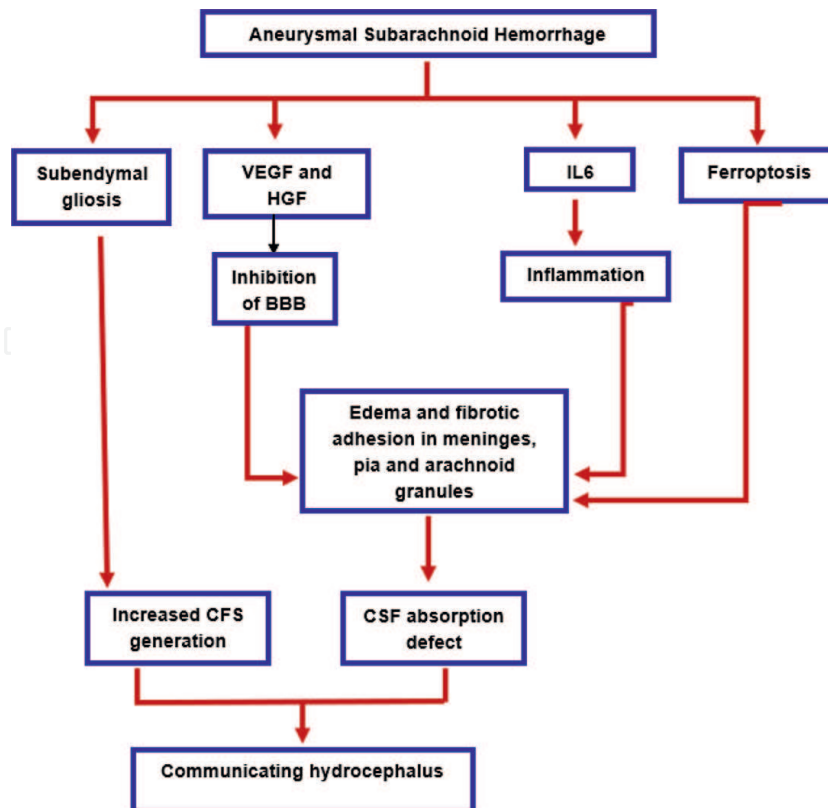 Aneurysmal Subarachnoid Hemorrhage
Subendymal
gliosis
VEGF and
HGF
IL6
Ferroptosis
Inhibition
of BBB
Inflammation
Edema and fibrotic
adhesion in meninges,
pia and arachnoid
granules
Increased CFS
generation
CSF absorption
defect
Communicating hydrocephalus